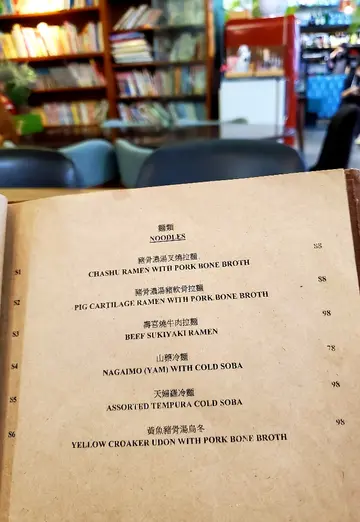 麵類
NOODLES
豬骨濃湯叉燒拉麵 88
S1 CHASHU RAMEN WITH PORK BONE BROTH
豬骨濃湯豬軟骨拉麵 88
S2 PIG CARTILAGE RAMEN WITH PORK BONE BROTH
壽喜燒牛肉拉麵 98
S3 BEEF SUKIYAKI RAMEN
山藥冷麵 78
S4 NAGAIMO (YAM) WITH COLD SOBA
天婦羅冷麵 98
S5 ASSORTED TEMPURA COLD SOBA
黃魚豬骨湯烏冬 98
S6 YELLOW CROAKER UDON WITH PORK BONE BROTH